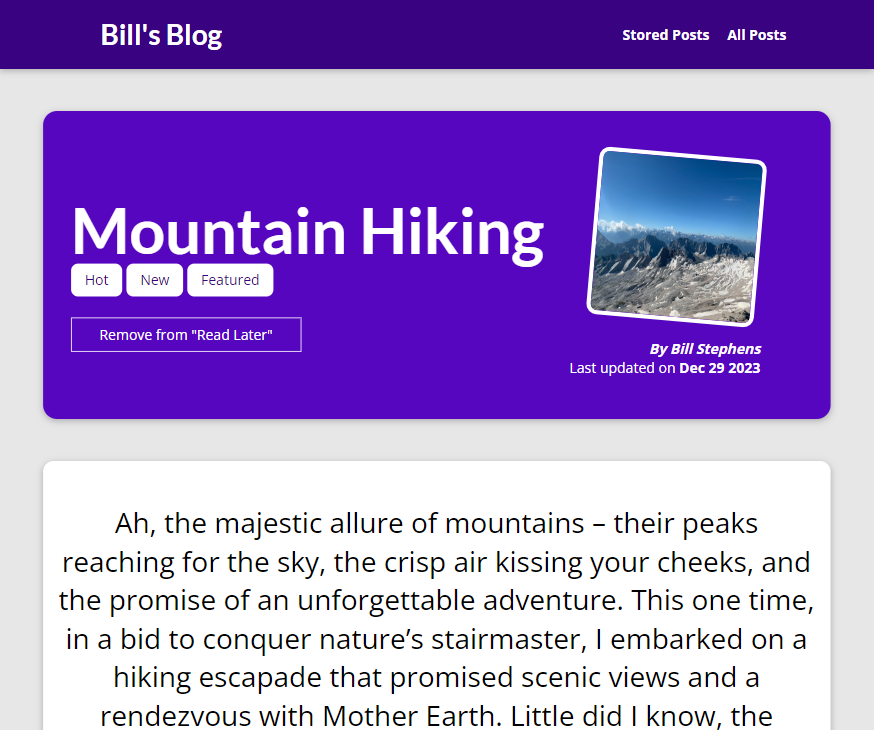 Bill's Blog
Stored Posts
All Posts
Mountain Hiking
Hot
New
Featured
Remove from "Read Later"
By Bill Stephens
Last updated on Dec 29 2023
Ah, the majestic allure of mountains – their peaks
reaching for the sky, the crisp air kissing your cheeks, and
the promise of an unforgettable adventure. This one time,
in a bid to conquer nature’s stairmaster, I embarked on a
hiking escapade that promised scenic views and a
rendezvous with Mother Earth. Little did I know, the